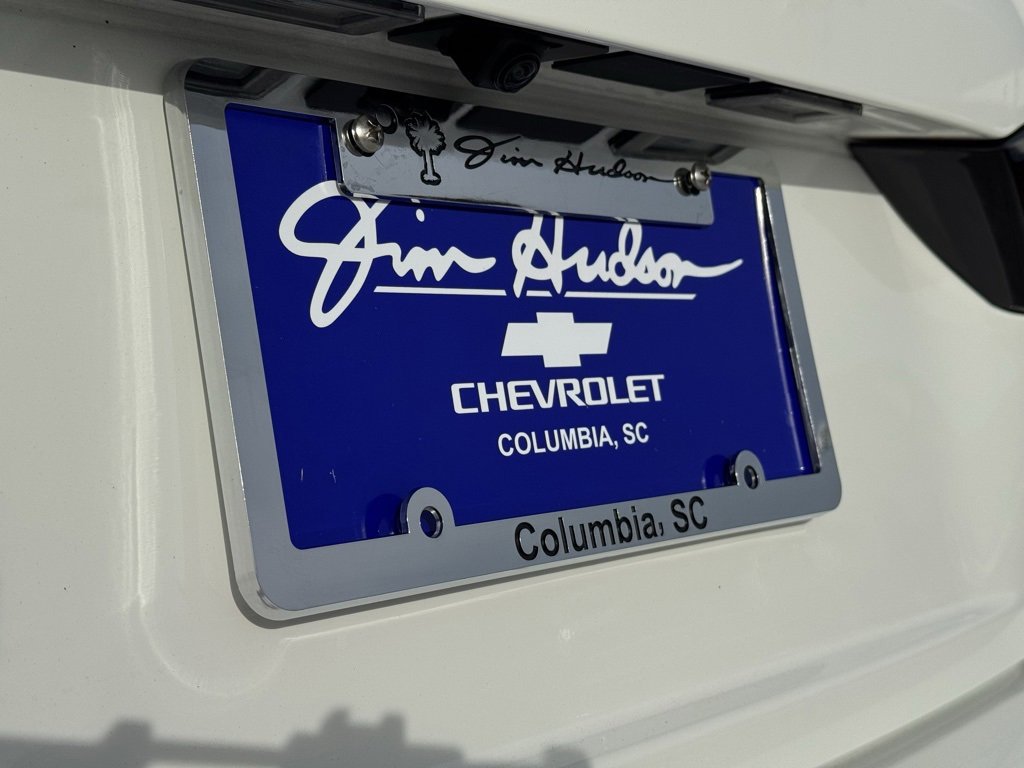 Jim Hudson
Jim Hudson
CHEVROLET
COLUMBIA, SC
Columbia, SC